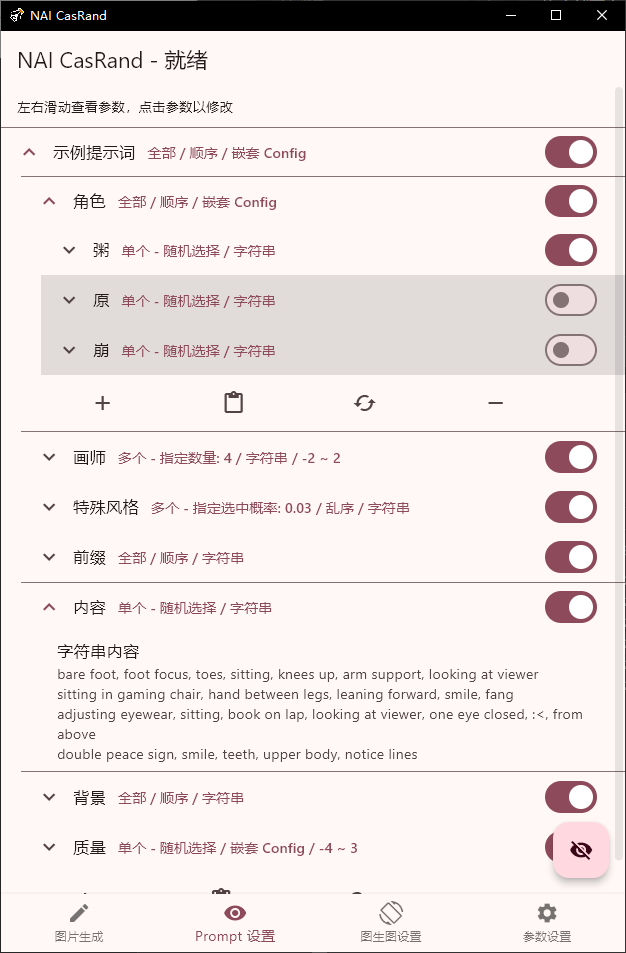 NAI CasRand
NAI CasRand - 就绪
左右滑动查看参数，点击参数以修改
示例提示词 全部 / 顺序 / 嵌套 Config
角色 全部 / 顺序 / 嵌套 Config
粥 单个 - 随机选择 / 字符串
原 单个 - 随机选择 / 字符串
崩 单个 - 随机选择 / 字符串
画师 多个 - 指定数量: 4 / 字符串 / -2 ~ 2
特殊风格 多个 - 指定选中概率: 0.03 / 乱序 / 字符串
前缀 全部 / 顺序 / 字符串
内容 单个 - 随机选择 / 字符串
字符串内容
bare foot, foot focus, toes, sitting, knees up, arm support, looking at viewer
sitting in gaming chair, hand between legs, leaning forward, smile, fang
adjusting eyewear, sitting, book on lap, looking at viewer, one eye closed, :<, from
above
double peace sign, smile, teeth, upper body, notice lines
背景 全部 / 顺序 / 字符串
质量 单个 - 随机选择 / 嵌套 Config / -4 ~ 3
图片生成 Prompt 设置 图生图设置 参数设置